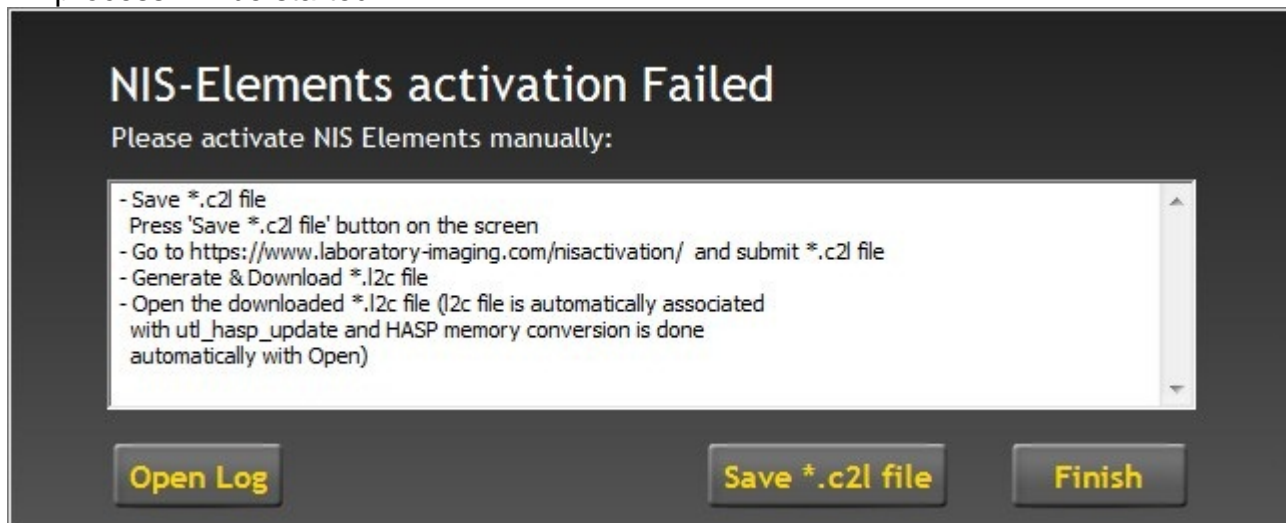 NIS-Elements activation Failed
Please activate NIS Elements manually:
- Save *.c2l file
Press 'Save *.c2l file' button on the screen
- Go to https://www.laboratory-imaging.com/nisactivation/ and submit *.c2l file
- Generate & Download *.l2c file
- Open the downloaded *.l2c file (l2c file is automatically associated
with utl_hasp_update and HASP memory conversion is done
automatically with Open)
Open Log Save *.c2l file Finish